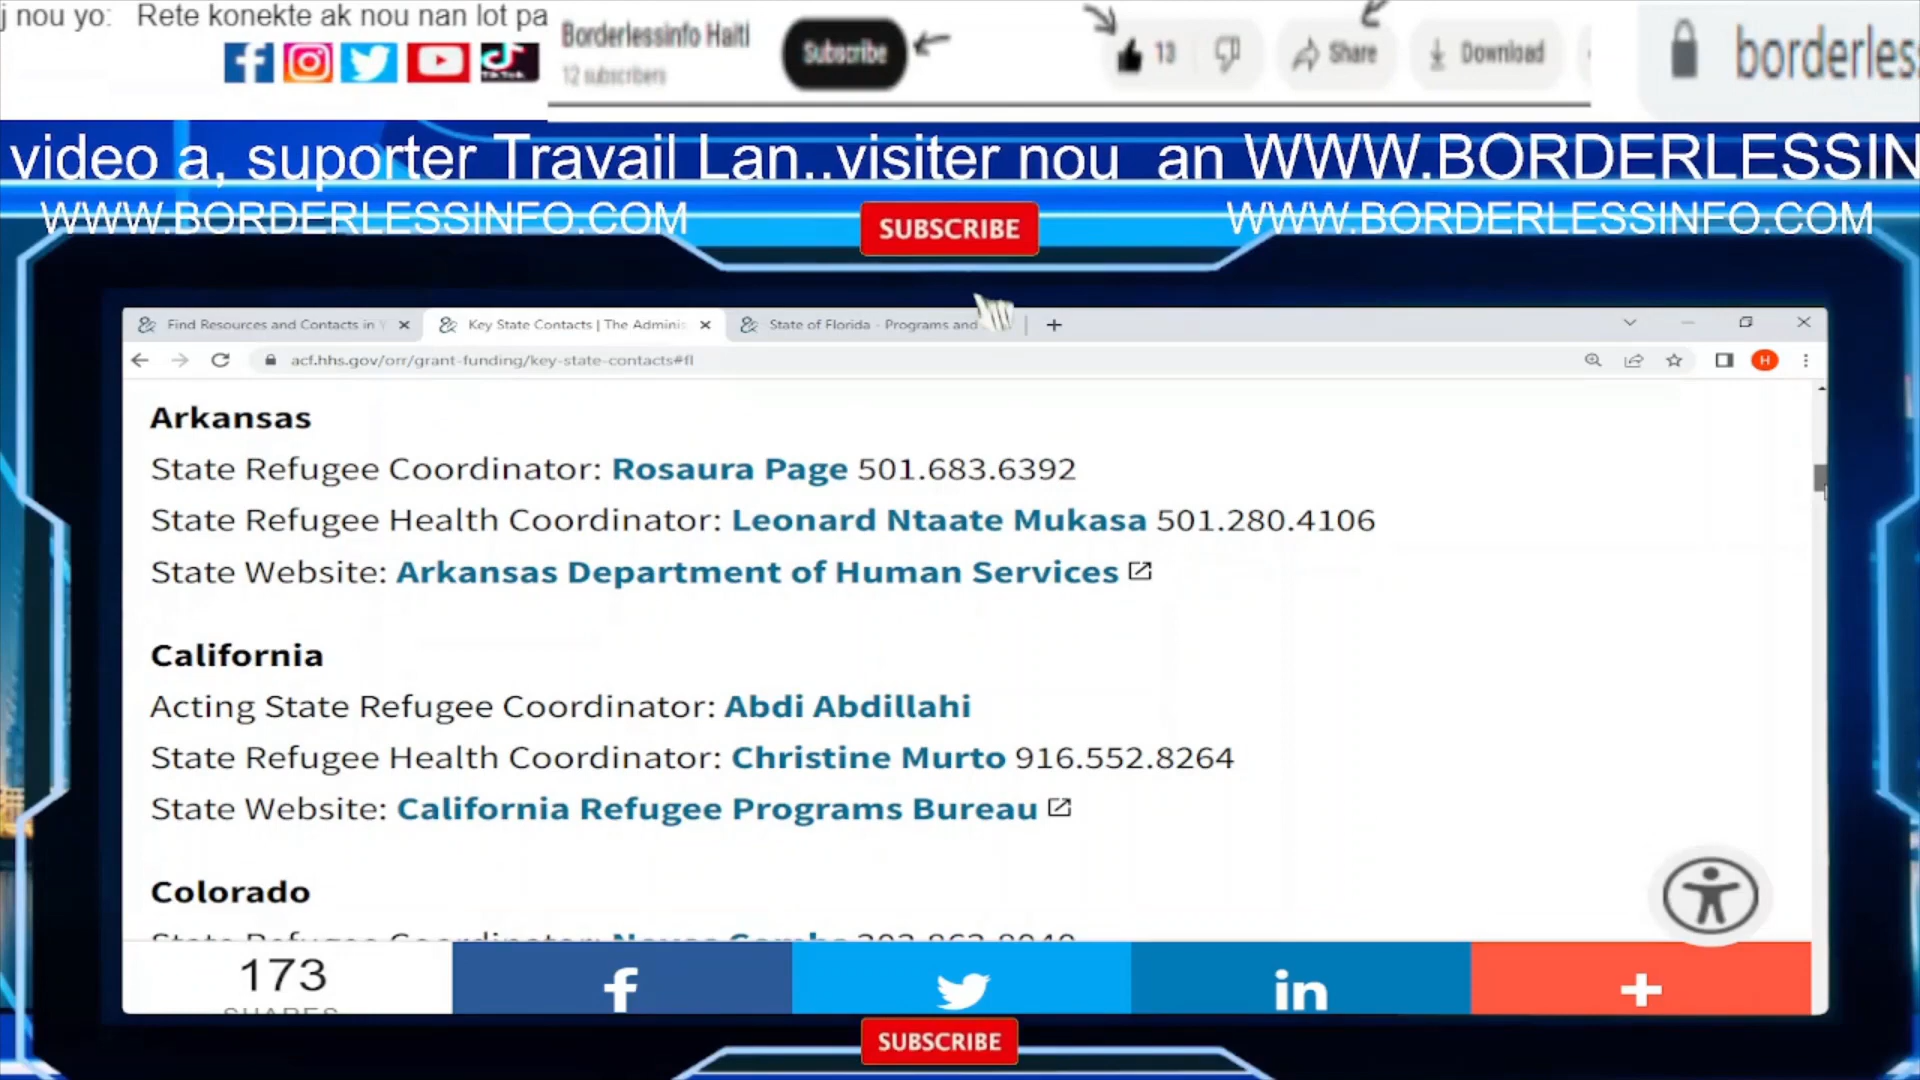 j nou yo: Rete konekte ak nou nan lot pa
Borderlessinfo Haiti
12 subscribers
Subscribe
13
Share
Download
borderless
video a, suporter Travail Lan..visiter nou an WWW.BORDERLESSIN
WWW.BORDERLESSINFO.COM
SUBSCRIBE
WWW.BORDERLESSINFO.COM
Find Resources and Contacts in
Key State Contacts | The Adminis
State of Florida - Programs and
acf.hhs.gov/orr/grant-funding/key-state-contacts#fl
H
Arkansas
State Refugee Coordinator: Rosaura Page 501.683.6392
State Refugee Health Coordinator: Leonard Ntaate Mukasa 501.280.4106
State Website: Arkansas Department of Human Services
California
Acting State Refugee Coordinator: Abdi Abdillahi
State Refugee Health Coordinator: Christine Murto 916.552.8264
State Website: California Refugee Programs Bureau
Colorado
State Refugee Coordinator:
173
SHARES
SUBSCRIBE